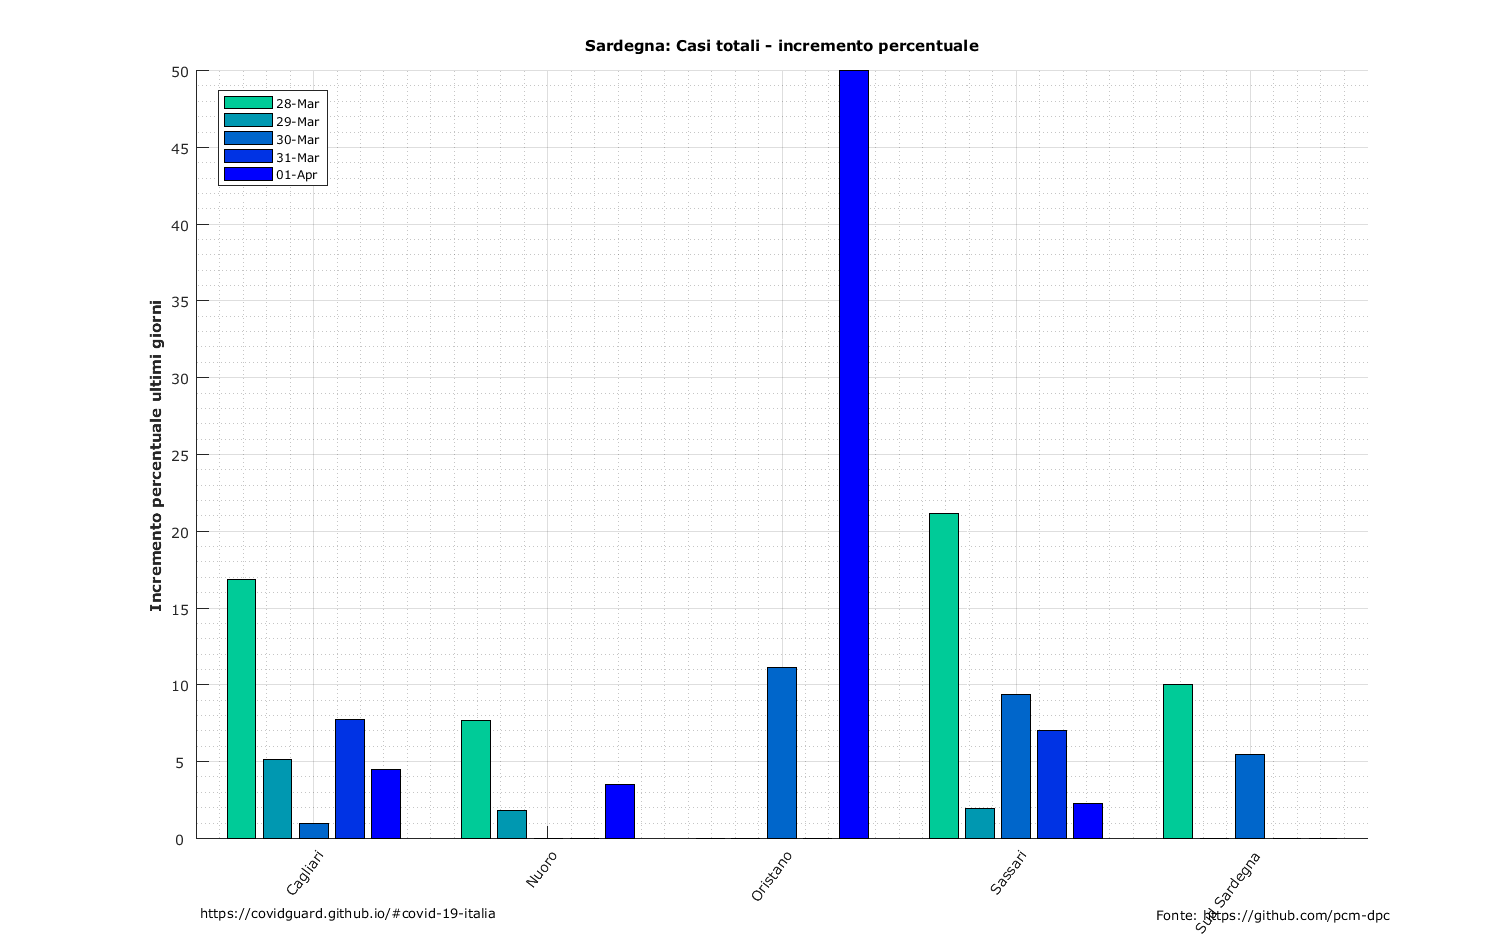 Sardegna: Casi totali - incremento percentuale
50
45
40
35
30
25
20
15
10
5
0
Incremento percentuale ultimi giorni
28-Mar
29-Mar
30-Mar
31-Mar
01-Apr
Cagliari
Nuoro
Oristano
Sassari
Sud Sardegna
https://covidguard.github.io/#covid-19-italia
Fonte: https://github.com/pcm-dpc